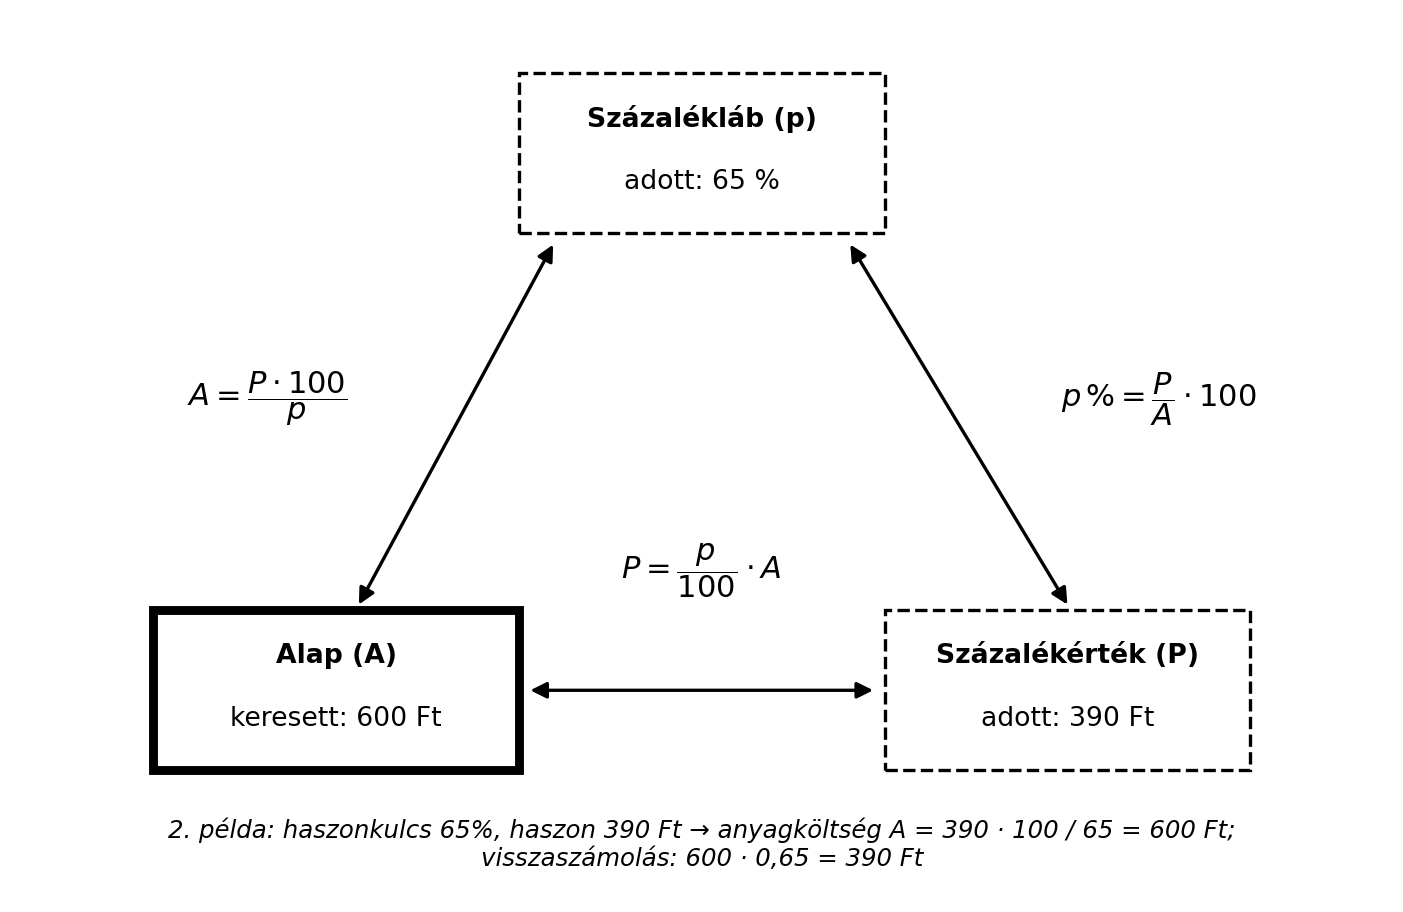 Százalékláb (p)
adott: 65 %
A = P · 100 / p
p % = P / A · 100
P = p / 100 · A
Alap (A)
keresett: 600 Ft
Százalékérték (P)
adott: 390 Ft
2. példa: haszonkulcs 65%, haszon 390 Ft → anyagköltség A = 390 · 100 / 65 = 600 Ft;
visszaszámolás: 600 · 0,65 = 390 Ft